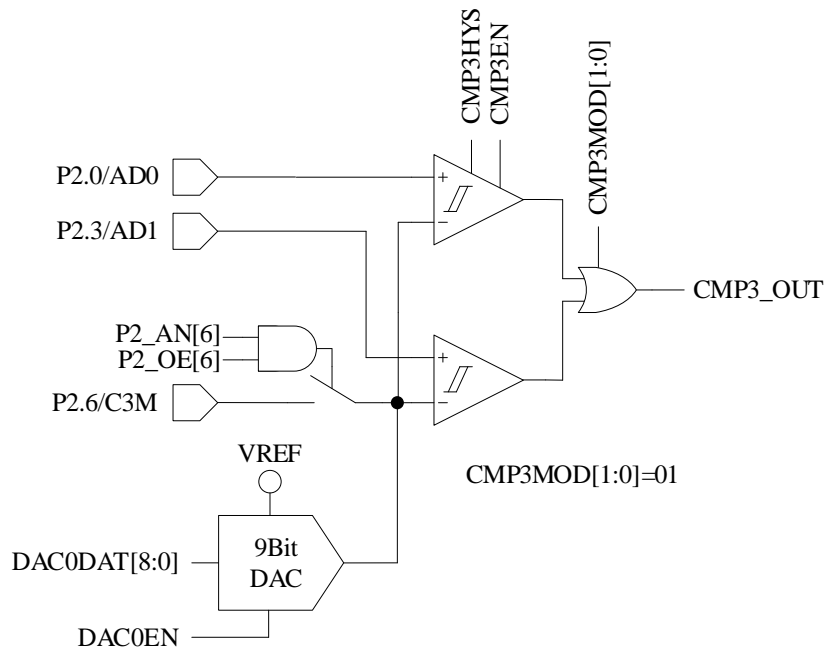 CMP3HYS
CMP3EN
CMP3MOD[1:0]
P2.0/AD0
+
−
P2.3/AD1
CMP3_OUT
P2_AN[6]
P2_OE[6]
+
−
P2.6/C3M
VREF
CMP3MOD[1:0]=01
DAC0DAT[8:0]
9Bit
DAC
DAC0EN